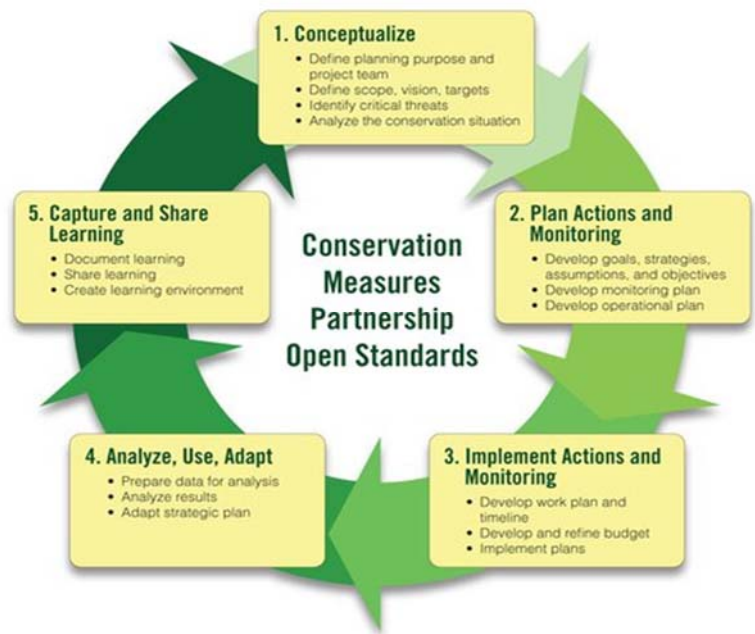 1. Conceptualize
• Define planning purpose and
project team
• Define scope, vision, targets
• Identify critical threats
• Analyze the conservation situation
2. Plan Actions and
Monitoring
• Develop goals, strategies,
assumptions, and objectives
• Develop monitoring plan
• Develop operational plan
3. Implement Actions and
Monitoring
• Develop work plan and
timeline
• Develop and refine budget
• Implement plans
4. Analyze, Use, Adapt
• Prepare data for analysis
• Analyze results
• Adapt strategic plan
5. Capture and Share
Learning
• Document learning
• Share learning
• Create learning environment
Conservation
Measures
Partnership
Open Standards